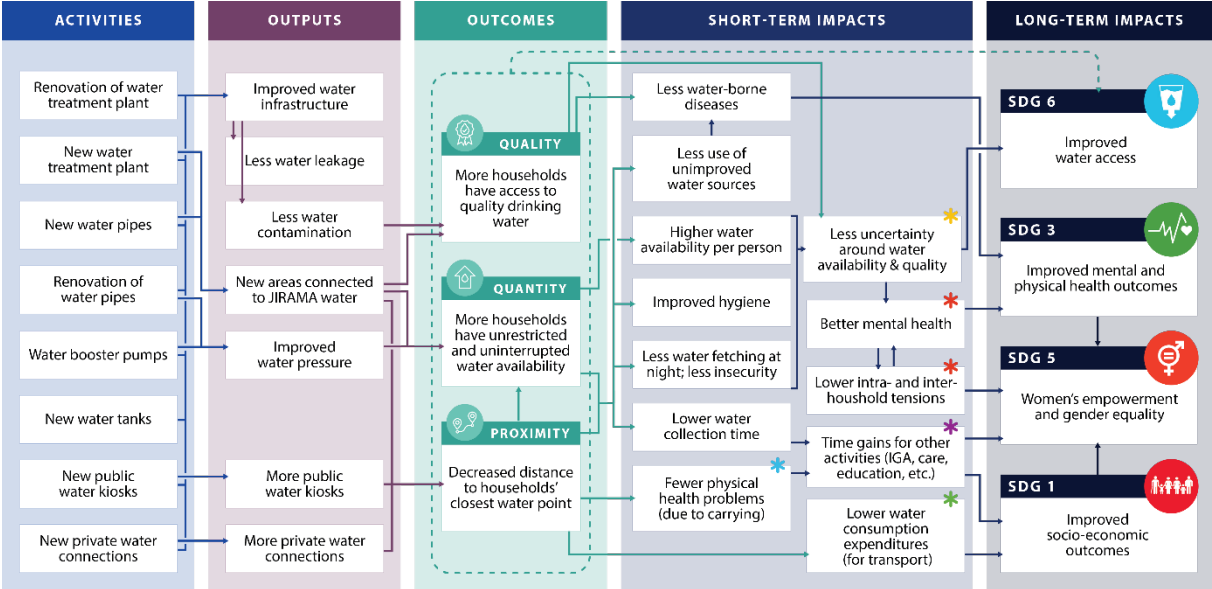 ACTIVITIES
OUTPUTS
OUTCOMES
SHORT-TERM IMPACTS
LONG-TERM IMPACTS
Renovation of water
treatment plant
New water
treatment plant
New water pipes
Renovation of
water pipes
Water booster pumps
New water tanks
New public
water kiosks
New private water
connections
Improved water
infrastructure
Less water leakage
Less water
contamination
New areas connected
to JIRAMA water
Improved
water pressure
More public
water kiosks
More private water
connections
QUALITY
More households
have access to
quality drinking
water
QUANTITY
More households
have unrestricted
and uninterrupted
water availability
PROXIMITY
Decreased distance
to households'
closest water point
Less water-borne
diseases
Less use of
unimproved
water sources
Higher water
availability per person
Improved hygiene
Less water fetching at
night; less insecurity
Lower water
collection time
Fewer physical
health problems
(due to carrying)
Less uncertainty
around water
availability & quality
Better mental health
Lower intra- and inter-
houshold tensions
Time gains for other
activities (IGA, care,
education, etc.)
Lower water
consumption
expenditures
(for transport)
SDG 6
Improved
water access
SDG 3
Improved mental and
physical health outcomes
SDG 5
Women's empowerment
and gender equality
SDG 1
Improved
socio-economic
outcomes